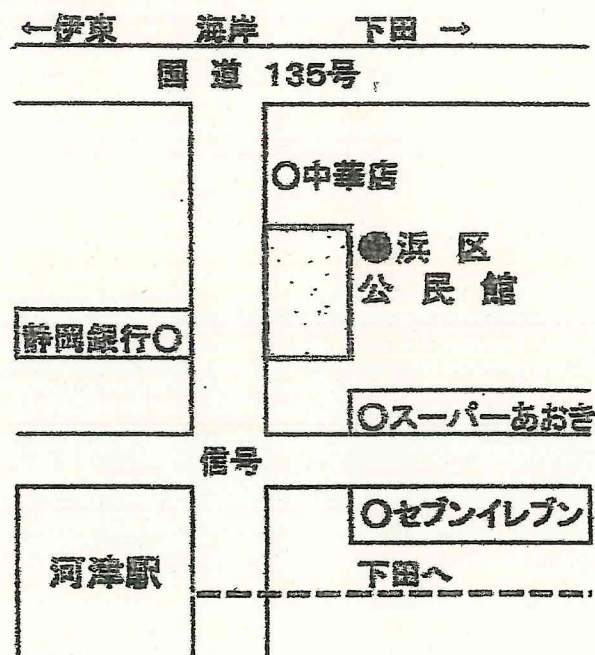 ←伊東 海岸 下田→
国道 135号
○中華店
●浜区
公民館
静岡銀行○
○スーパーあおき
信号
○セブンイレブン
河津駅
下田へ